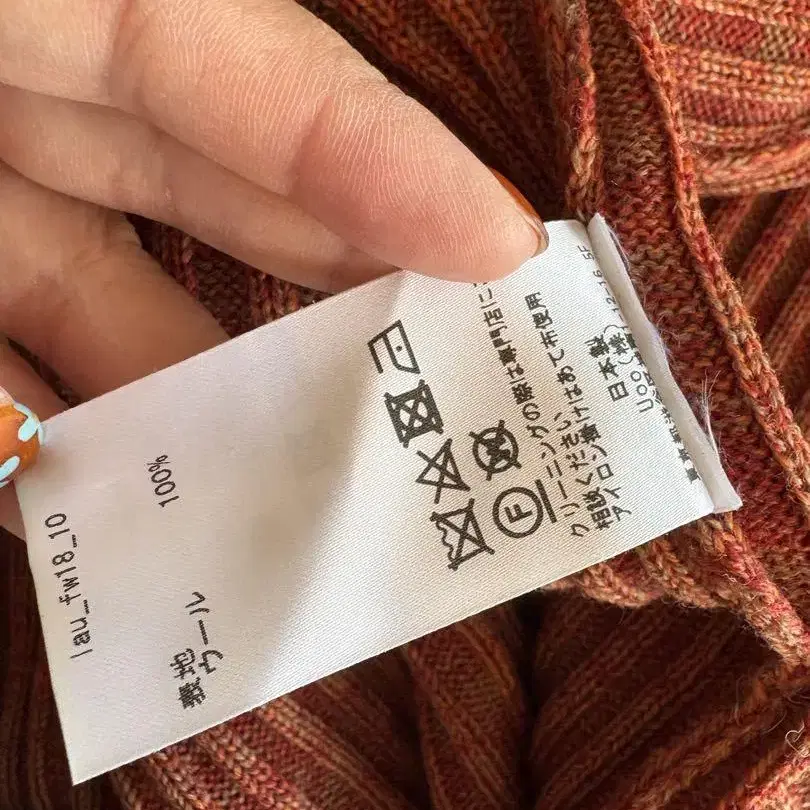 lau_fw18_10
表地
ウール 100%
F
クリーニングの際は専門店に
相談ください
アイロン掛けはあて布使用
日本製